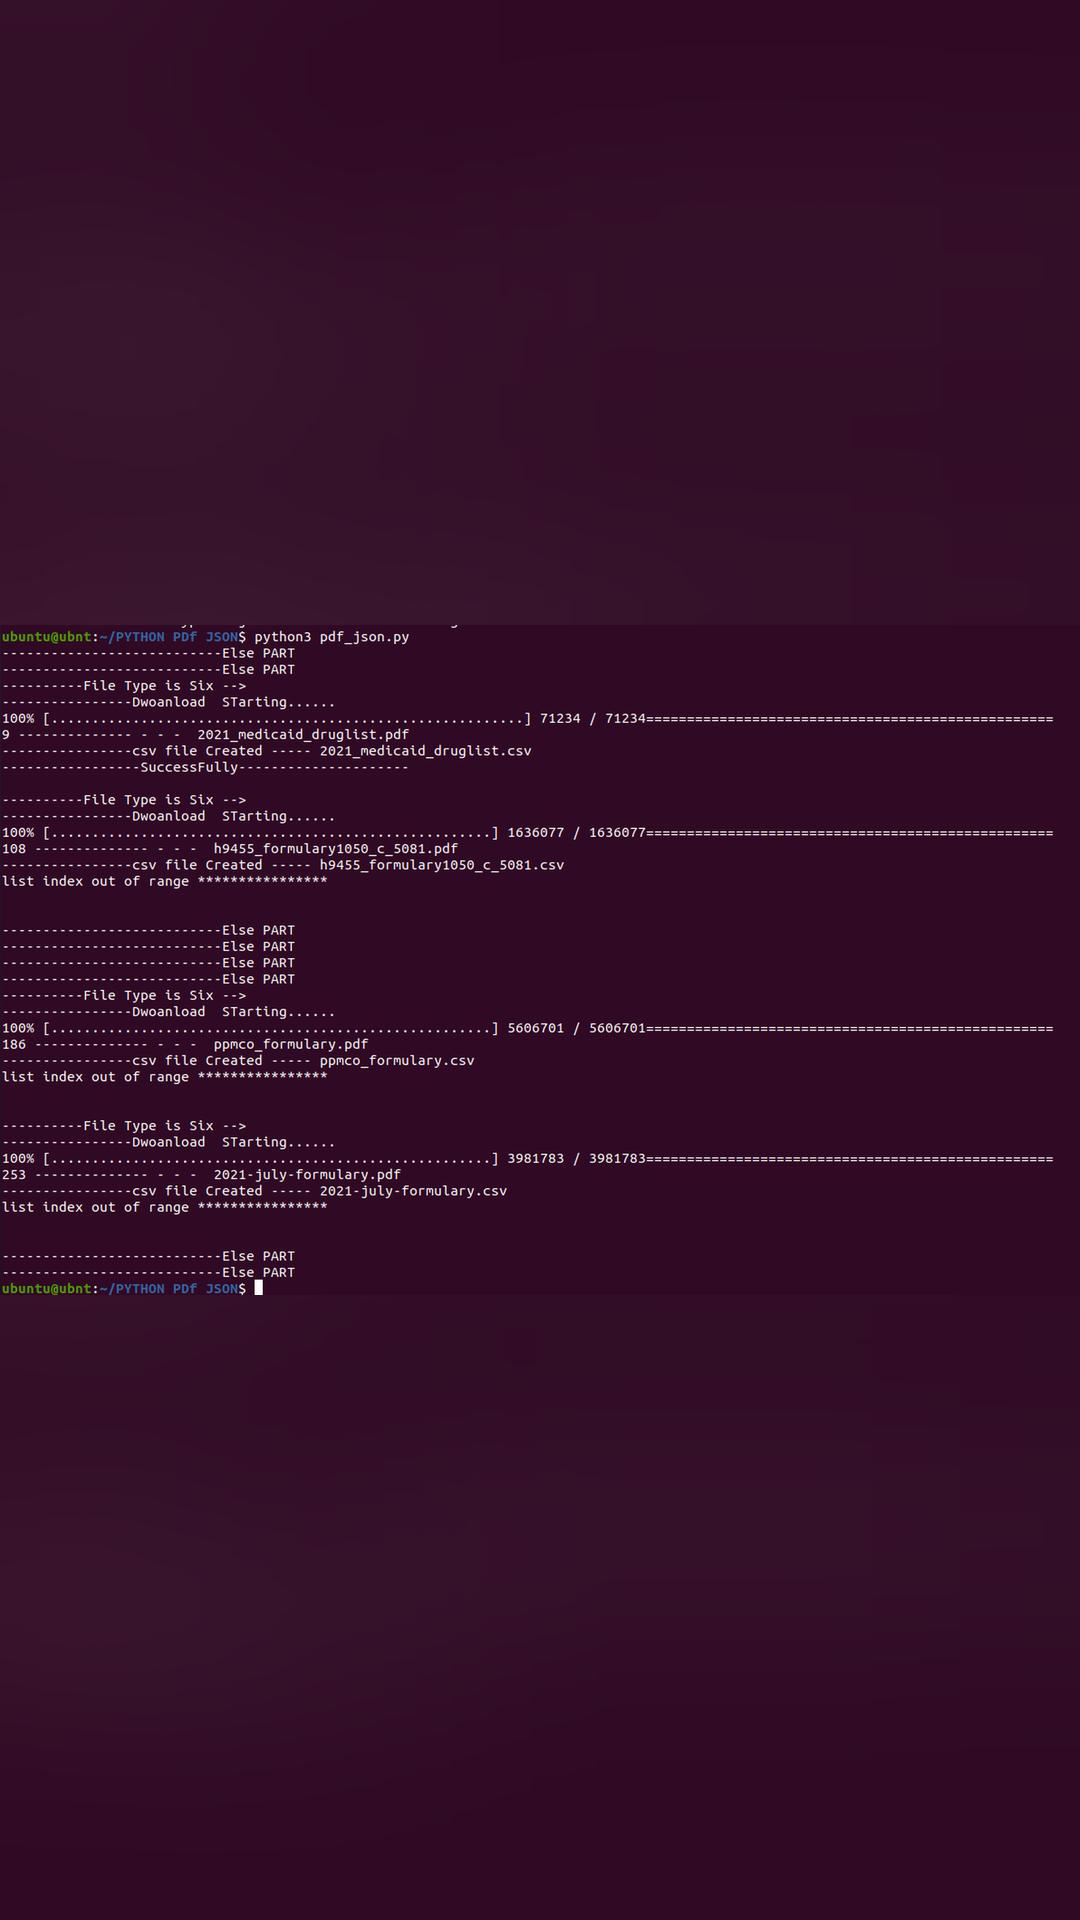 ubuntu@ubnt:~/PYTHON PDf JSON$ python3 pdf_json.py
---------------------------Else PART
---------------------------Else PART
----------File Type is Six -->
----------------Dwoanload  STarting......
100% [..........................................................] 71234 / 71234==================================================
9 -------------- - - -  2021_medicaid_druglist.pdf
----------------csv file Created ----- 2021_medicaid_druglist.csv
-----------------SuccessFully---------------------
----------File Type is Six -->
----------------Dwoanload  STarting......
100% [......................................................] 1636077 / 1636077==================================================
108 -------------- - - -  h9455_formulary1050_c_5081.pdf
----------------csv file Created ----- h9455_formulary1050_c_5081.csv
list index out of range ****************
---------------------------Else PART
---------------------------Else PART
---------------------------Else PART
---------------------------Else PART
----------File Type is Six -->
----------------Dwoanload  STarting......
100% [......................................................] 5606701 / 5606701==================================================
186 -------------- - - -  ppmco_formulary.pdf
----------------csv file Created ----- ppmco_formulary.csv
list index out of range ****************
----------File Type is Six -->
----------------Dwoanload  STarting......
100% [......................................................] 3981783 / 3981783==================================================
253 -------------- - - -  2021-july-formulary.pdf
----------------csv file Created ----- 2021-july-formulary.csv
list index out of range ****************
---------------------------Else PART
---------------------------Else PART
ubuntu@ubnt:~/PYTHON PDf JSON$